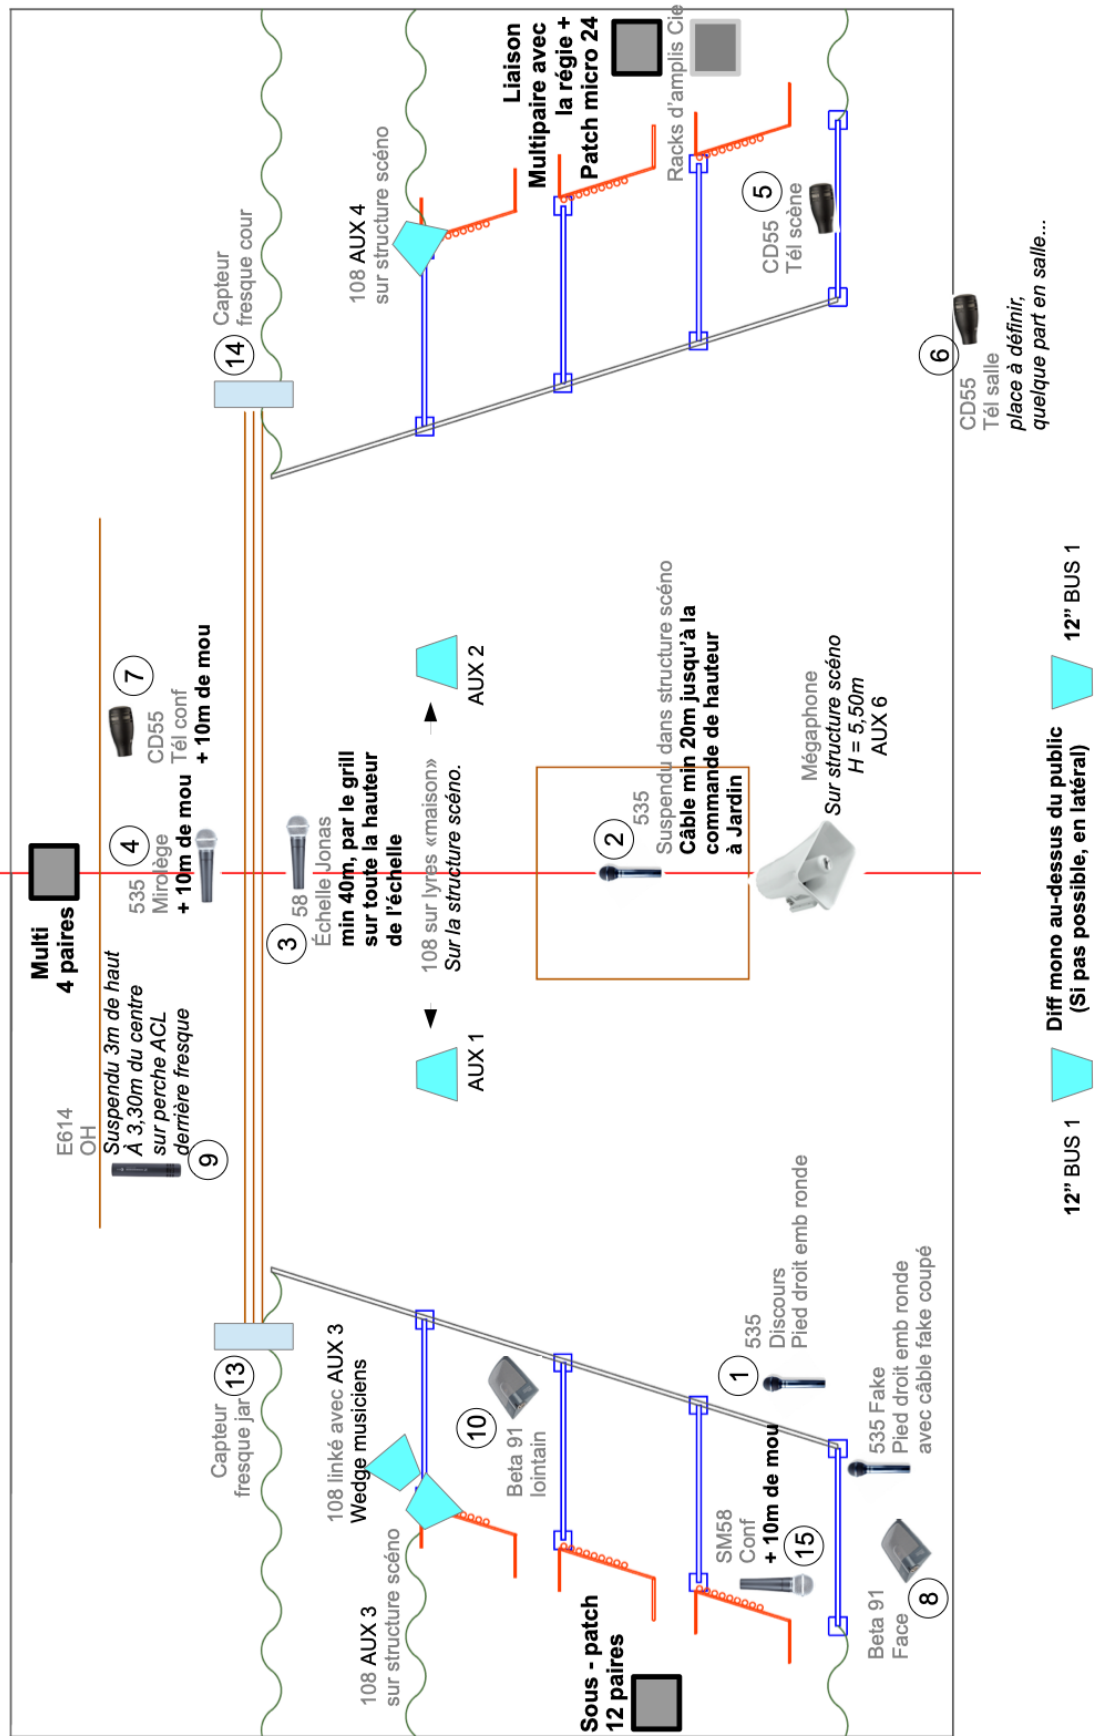 Multi
4 paires
E614
OH
Suspendu 3m de haut
À 3,30m du centre
sur perche ACL
derrière fresque
9
535
Mirolège
+ 10m de mou
4
CD55
Tél conf
+ 10m de mou
7
Capteur
fresque jar
13
Capteur
fresque cour
14
3
58
Échelle Jonas
min 40m, par le grill
sur toute la hauteur
de l'échelle
108 linké avec AUX 3
Wedge musiciens
108 AUX 3
sur structure scéno
AUX 1
108 sur lyres «maison»
Sur la structure scéno.
AUX 2
108 AUX 4
sur structure scéno
Liaison
Multipaire avec
la régie +
Patch micro 24
Racks d'amplis Cie
10
Beta 91
lointain
Sous - patch
12 paires
2
535
Suspendu dans structure scéno
Câble min 20m jusqu'à la
commande de hauteur
à Jardin
SM58
Conf
+ 10m de mou
15
1
535
Discours
Pied droit emb ronde
Mégaphone
Sur structure scéno
H = 5,50m
AUX 6
CD55
Tél scène
5
Beta 91
Face
8
535 Fake
Pied droit emb ronde
avec câble fake coupé
6
CD55
Tél salle
place à définir,
quelque part en salle...
12" BUS 1
Diff mono au-dessus du public
(Si pas possible, en latéral)
12" BUS 1